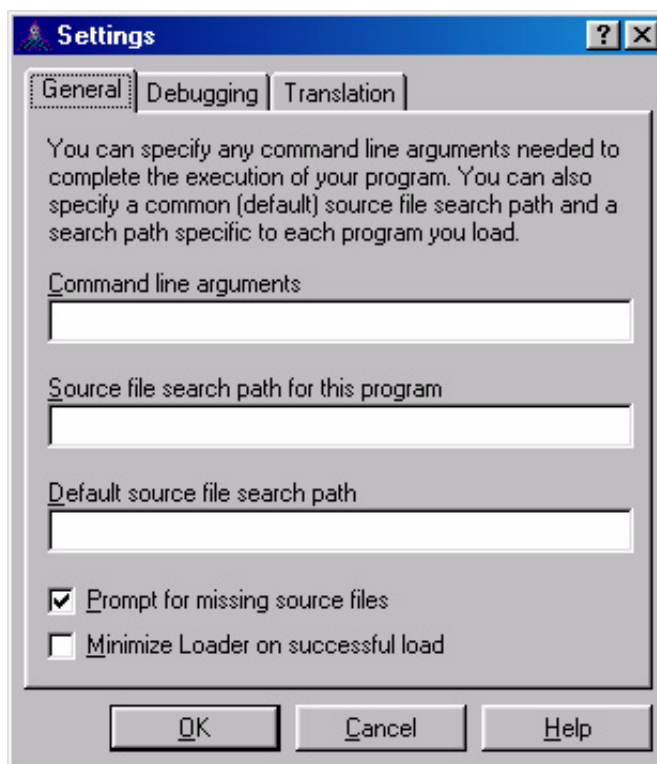 Settings
General Debugging Translation
You can specify any command line arguments needed to
complete the execution of your program. You can also
specify a common (default) source file search path and a
search path specific to each program you load.
Command line arguments
Source file search path for this program
Default source file search path
Prompt for missing source files
Minimize Loader on successful load
OK Cancel Help